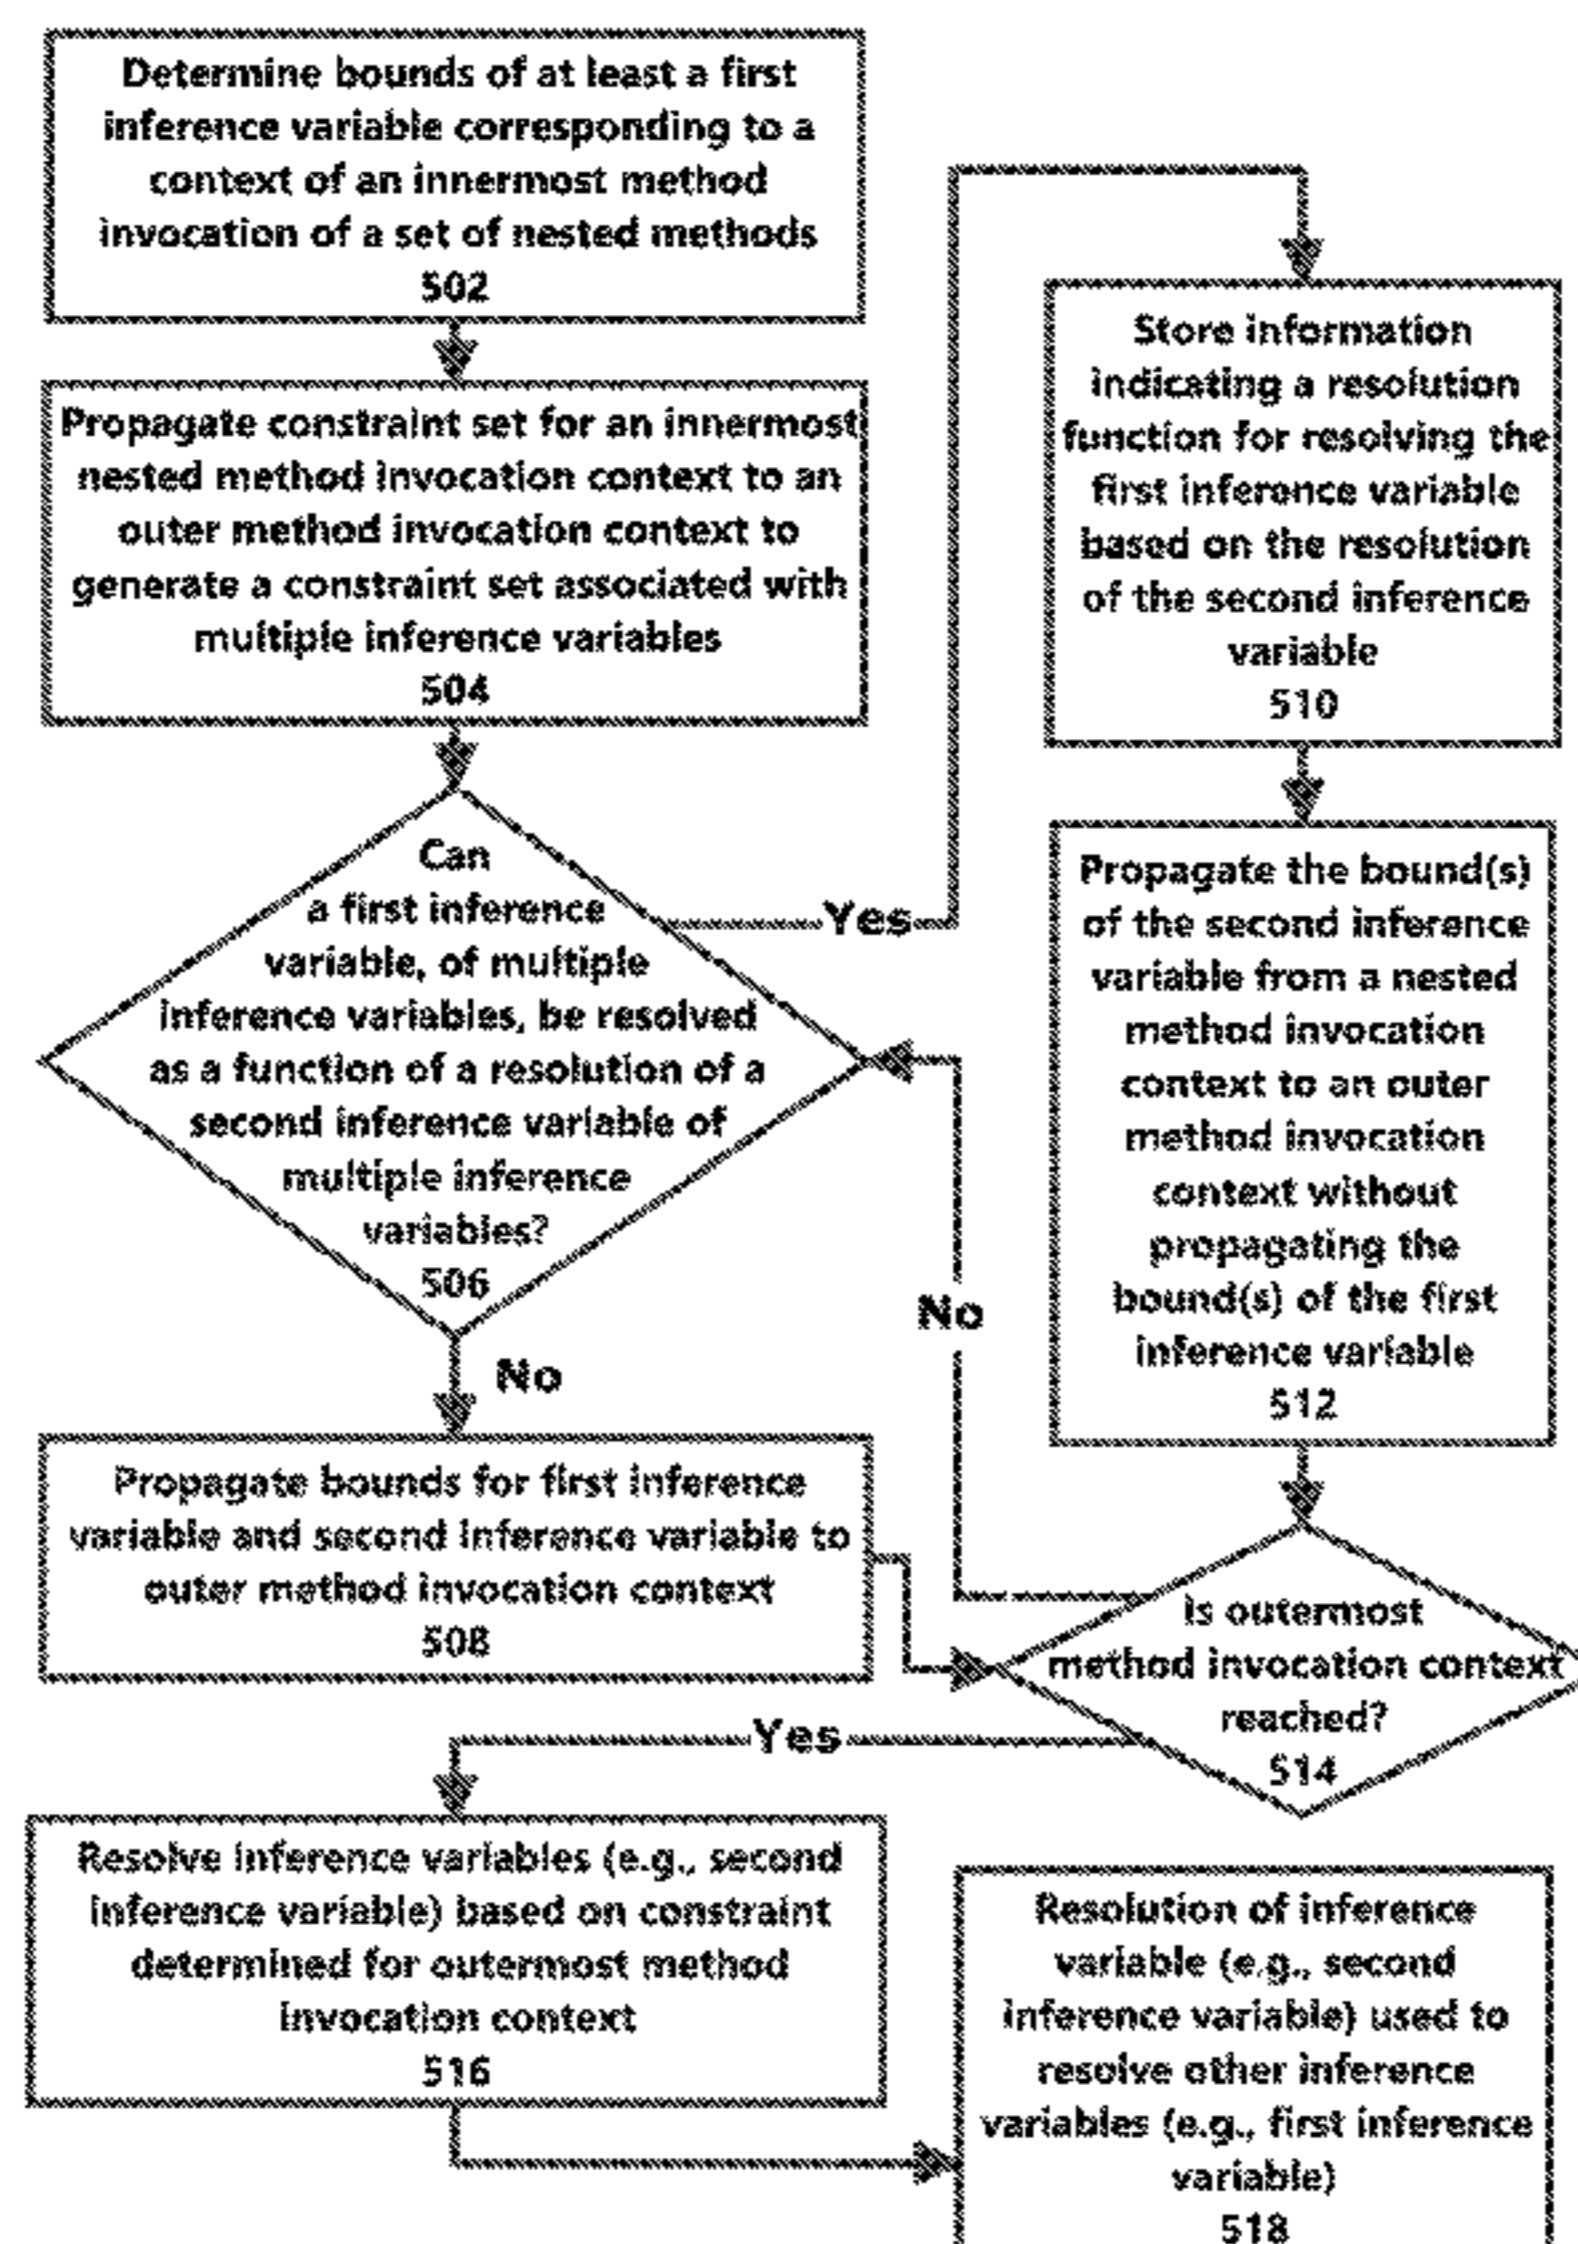 Determine bounds of at least a first
inference variable corresponding to a
context of an innermost method
invocation of a set of nested methods
502
Propagate constraint set for an innermost
nested method invocation context to an
outer method invocation context to
generate a constraint set associated with
multiple inference variables
504
Can
a first inference
variable, of multiple
inference variables, be resolved
as a function of a resolution of a
second inference variable of
multiple inference
variables?
506
Yes
No
Propagate bounds for first inference
variable and second inference variable to
outer method invocation context
508
Store information
indicating a resolution
function for resolving the
first inference variable
based on the resolution
of the second inference
variable
510
Propagate the bound(s)
of the second inference
variable from a nested
method invocation
context to an outer
method invocation
context without
propagating the
bound(s) of the first
inference variable
512
No
Is outermost
method invocation context
reached?
514
Yes
Resolve inference variables (e.g., second
inference variable) based on constraint
determined for outermost method
invocation context
516
Resolution of inference
variable (e.g., second
inference variable) used to
resolve other inference
variables (e.g., first inference
variable)
518